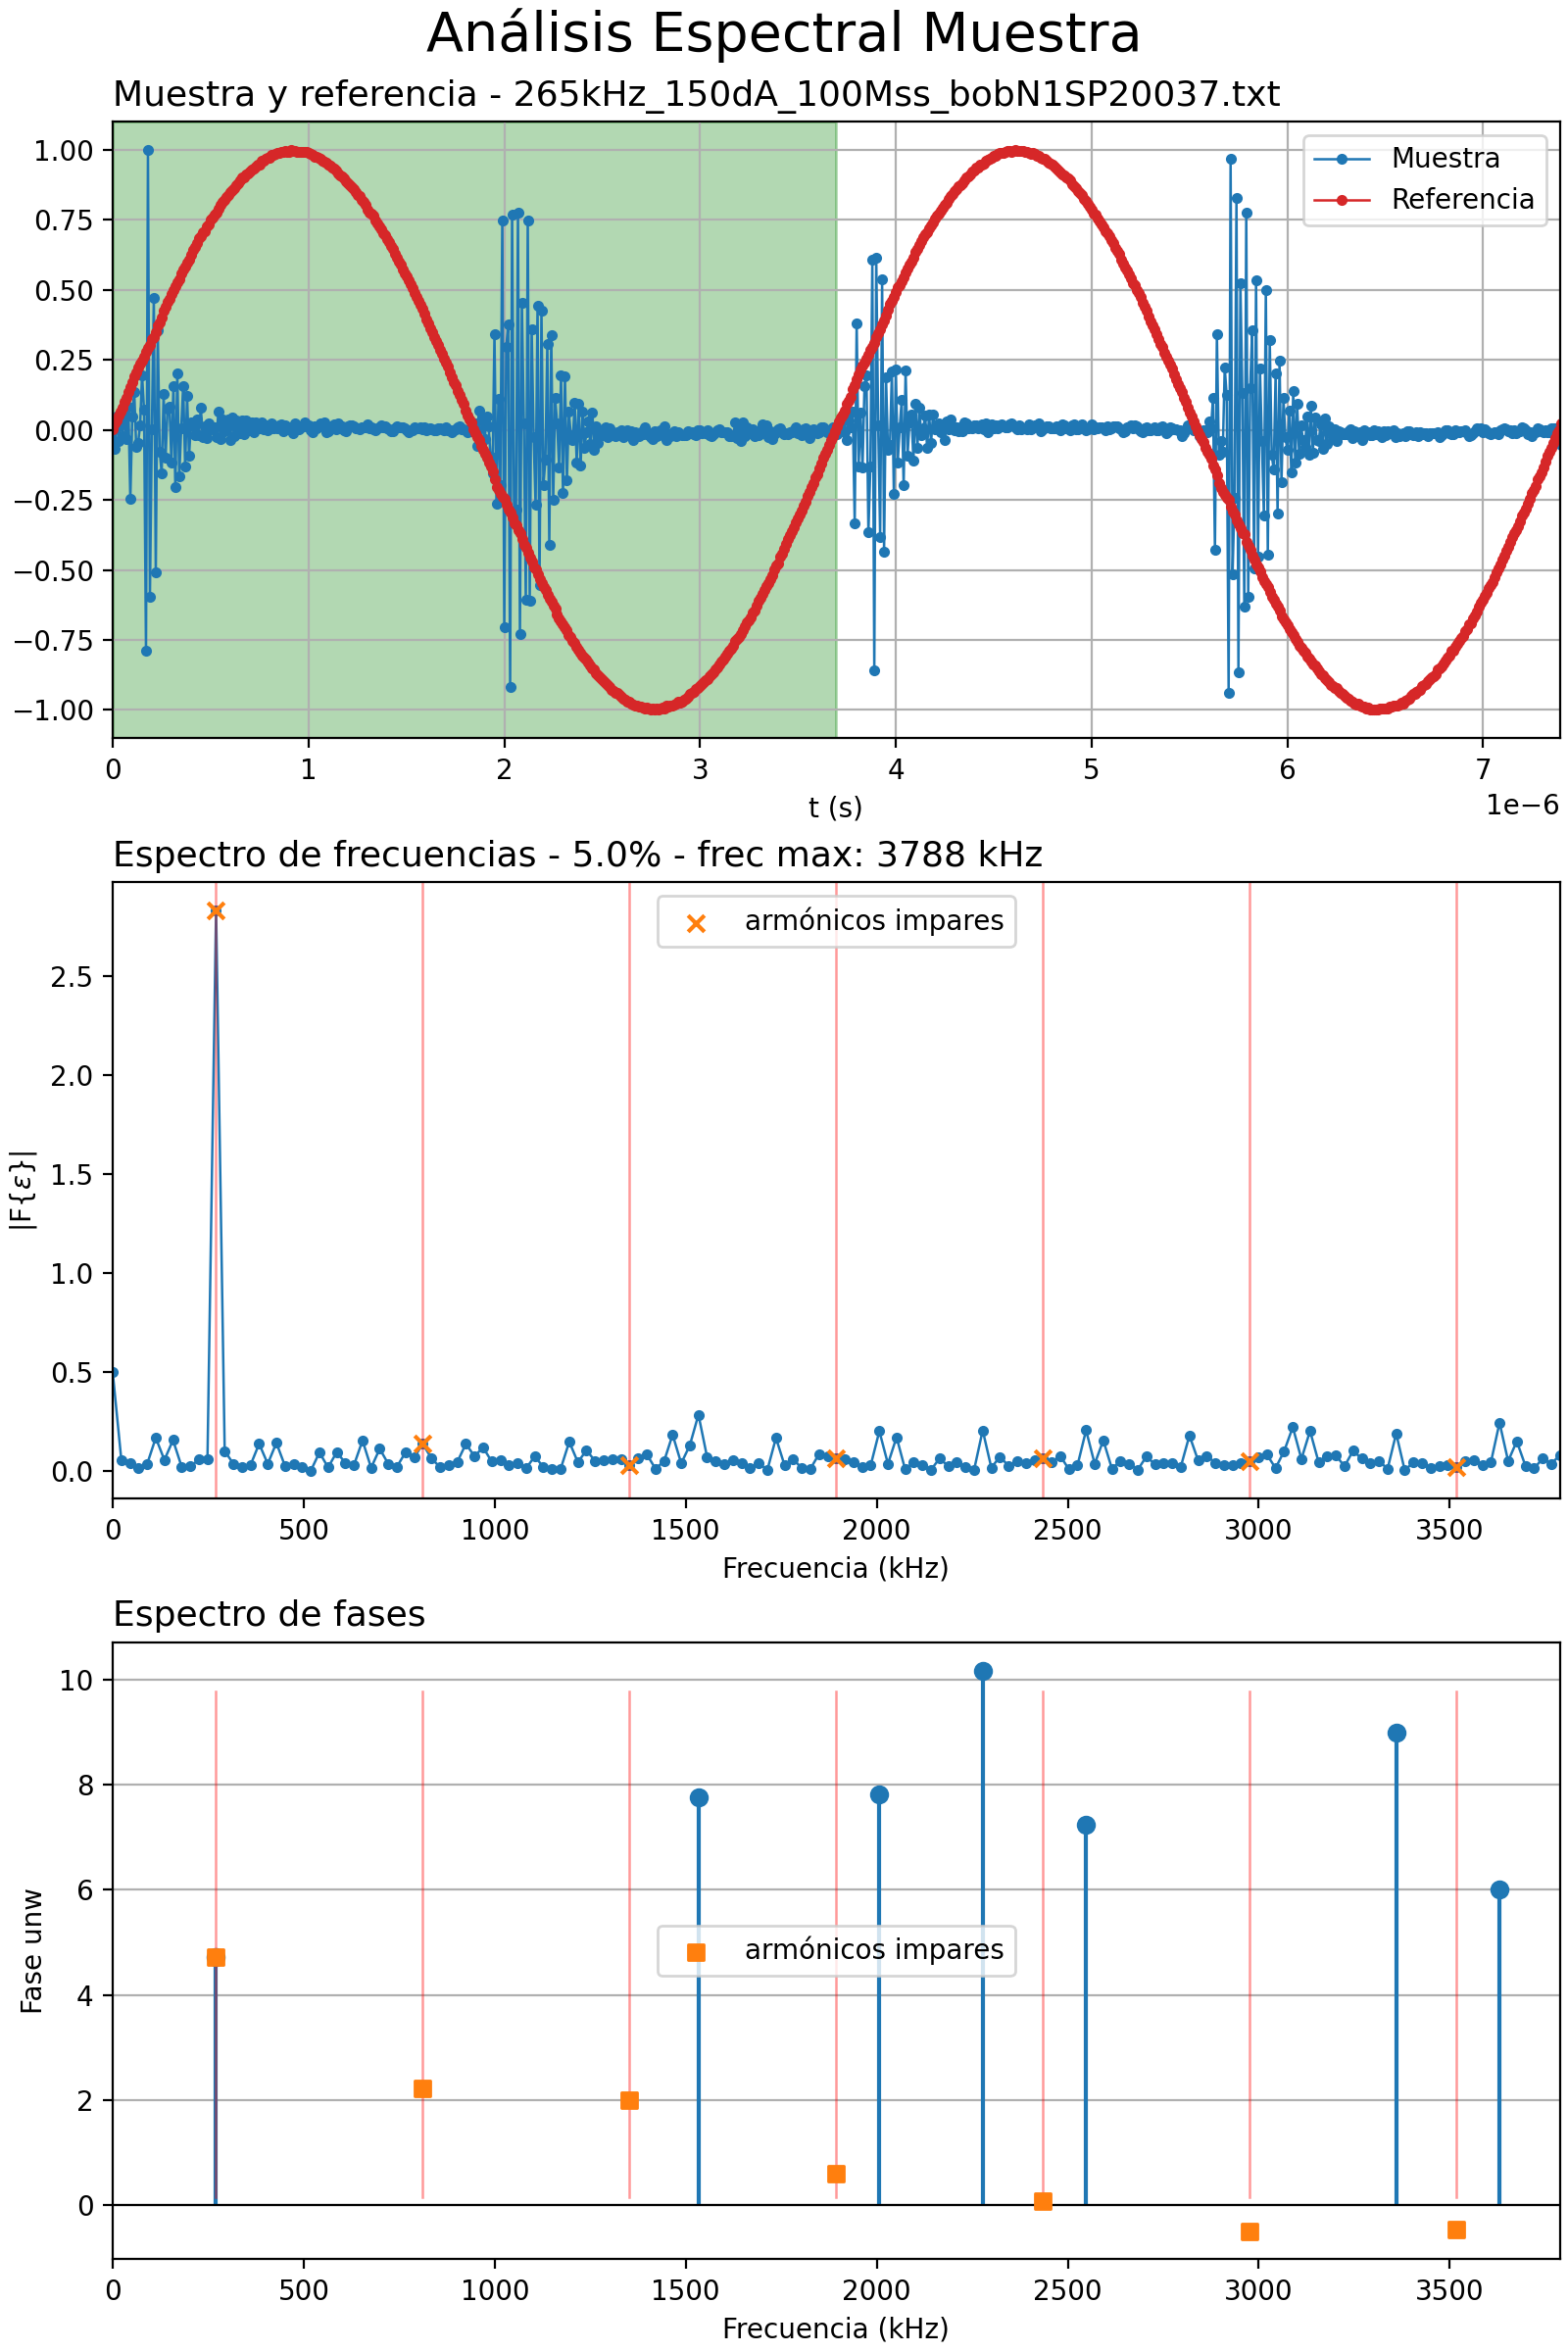 Análisis Espectral Muestra
Muestra y referencia - 265kHz_150dA_100Mss_bobN1SP20037.txt
1.00
0.75
0.50
0.25
0.00
−0.25
−0.50
−0.75
−1.00
Muestra
Referencia
0 1 2 3 4 5 6 7
t (s)
1e−6
Espectro de frecuencias - 5.0% - frec max: 3788 kHz
armónicos impares
2.5
2.0
1.5
1.0
0.5
0.0
|F{ε}|
0 500 1000 1500 2000 2500 3000 3500
Frecuencia (kHz)
Espectro de fases
10
8
6
4
2
0
Fase unw
armónicos impares
0 500 1000 1500 2000 2500 3000 3500
Frecuencia (kHz)